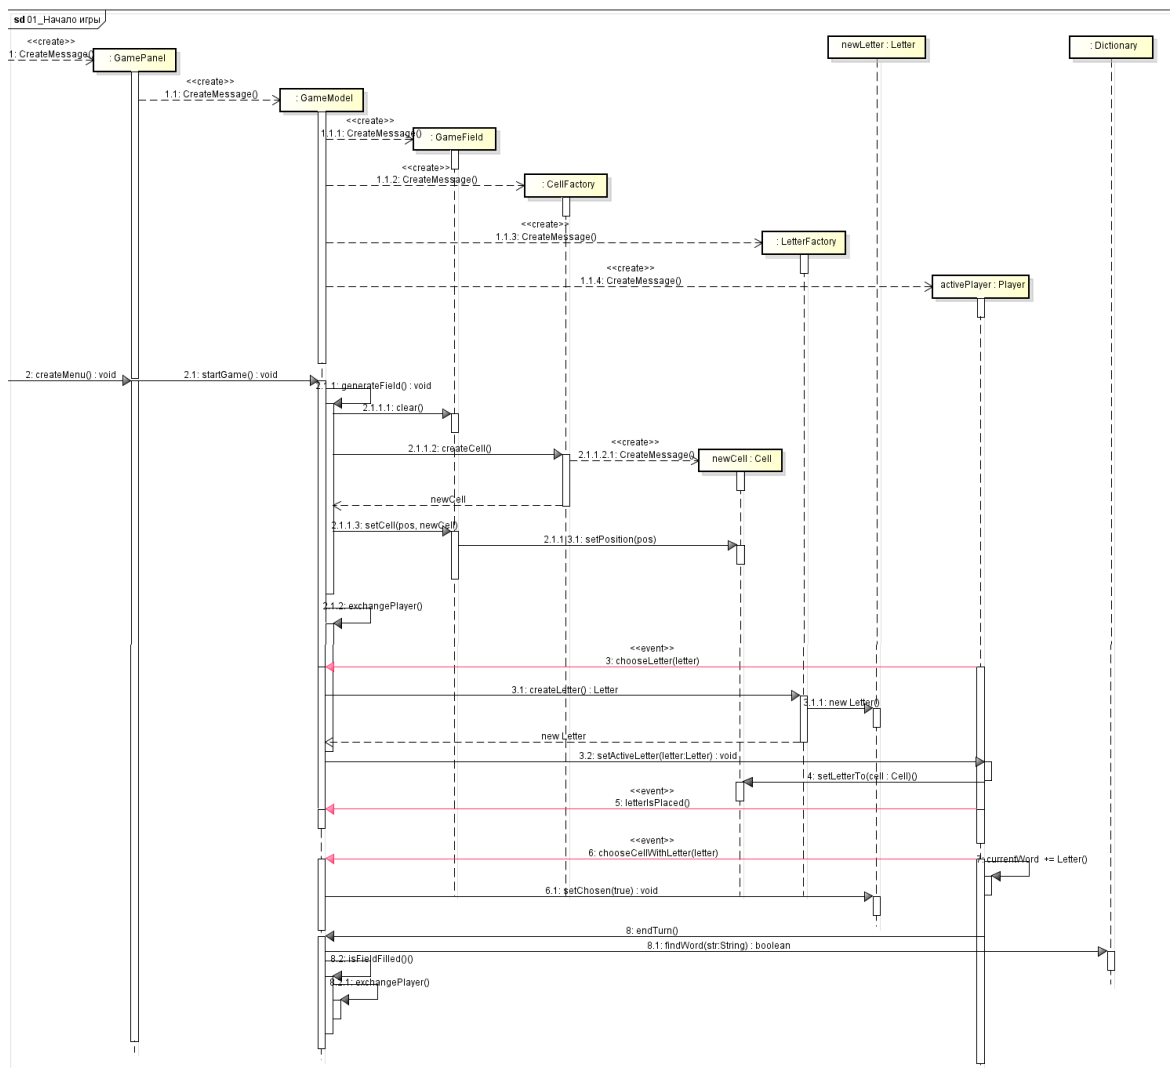 sd 01_Начало игры
<<create>>
1: CreateMessage()
: GamePanel
newLetter : Letter
: Dictionary
<<create>>
1.1: CreateMessage()
: GameModel
<<create>>
1.1.1: CreateMessage()
: GameField
<<create>>
1.1.2: CreateMessage()
: CellFactory
<<create>>
1.1.3: CreateMessage()
: LetterFactory
<<create>>
1.1.4: CreateMessage()
activePlayer : Player
2: createMenu() : void
2.1: startGame() : void
2.1.1: generateField() : void
2.1.1.1: clear()
2.1.1.2: createCell()
<<create>>
2.1.1.2.1: CreateMessage()
newCell : Cell
newCell
2.1.1.3: setCell(pos, newCell)
2.1.1.3.1: setPosition(pos)
2.1.2: exchangePlayer()
<<event>>
3: chooseLetter(letter)
3.1: createLetter() : Letter
3.1.1: new Letter()
new Letter
3.2: setActiveLetter(letter:Letter) : void
4: setLetterTo(cell : Cell)()
<<event>>
5: letterIsPlaced()
<<event>>
6: chooseCellWithLetter(letter)
7: currentWord += Letter()
6.1: setChosen(true) : void
8: endTurn()
8.1: findWord(str:String) : boolean
8.2: isFieldFilled()()
8.2.1: exchangePlayer()